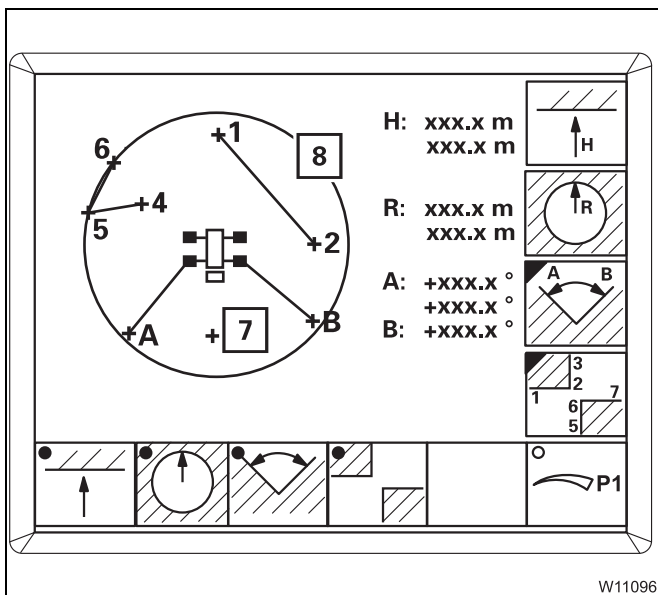 1
8
6
4
5
2
A
7
B
H: xxx.x m
xxx.x m
R: xxx.x m
xxx.x m
A: +xxx.x °
+xxx.x °
B: +xxx.x °
H
R
A B
3
1 2 7
6
5
P1
W11096